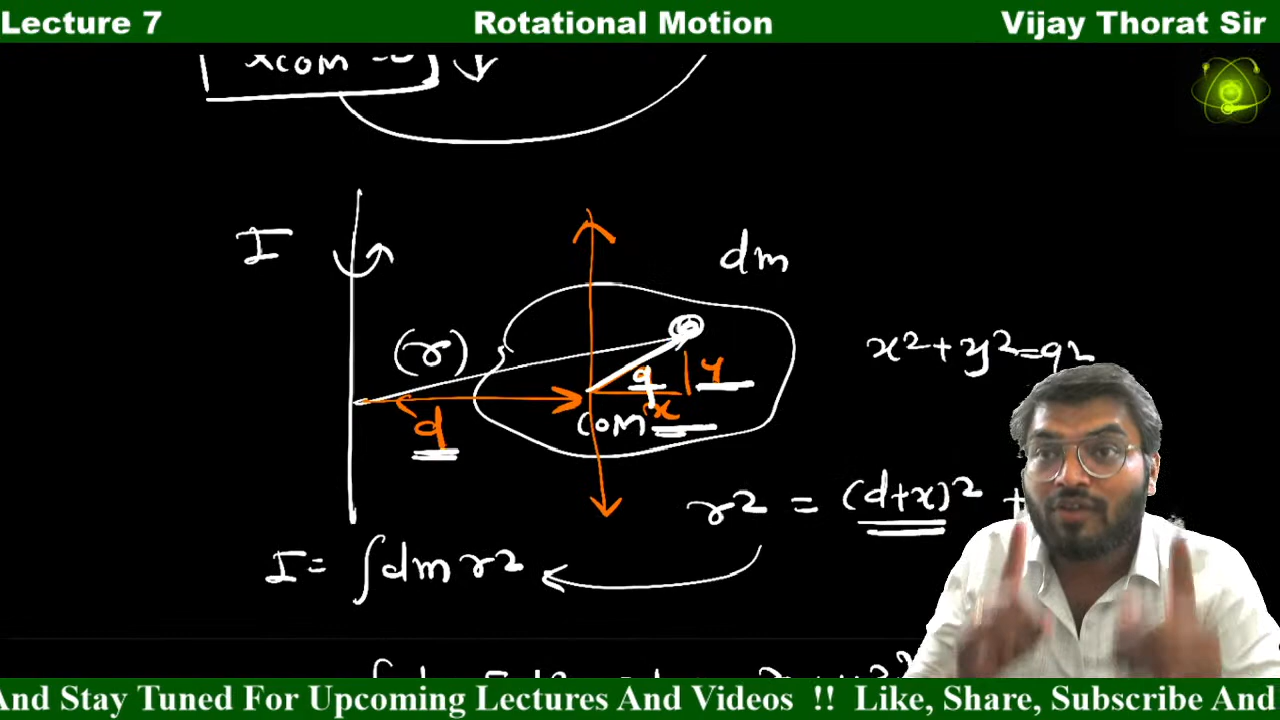 Lecture 7
Rotational Motion
Vijay Thorat Sir
xcom
I
dm
(r)
x²+y²=q2
q
y
x
d
COM
r2 = (d+x)2 +
I = ∫dm r2
And Stay Tuned For Upcoming Lectures And Videos !! Like, Share, Subscribe And